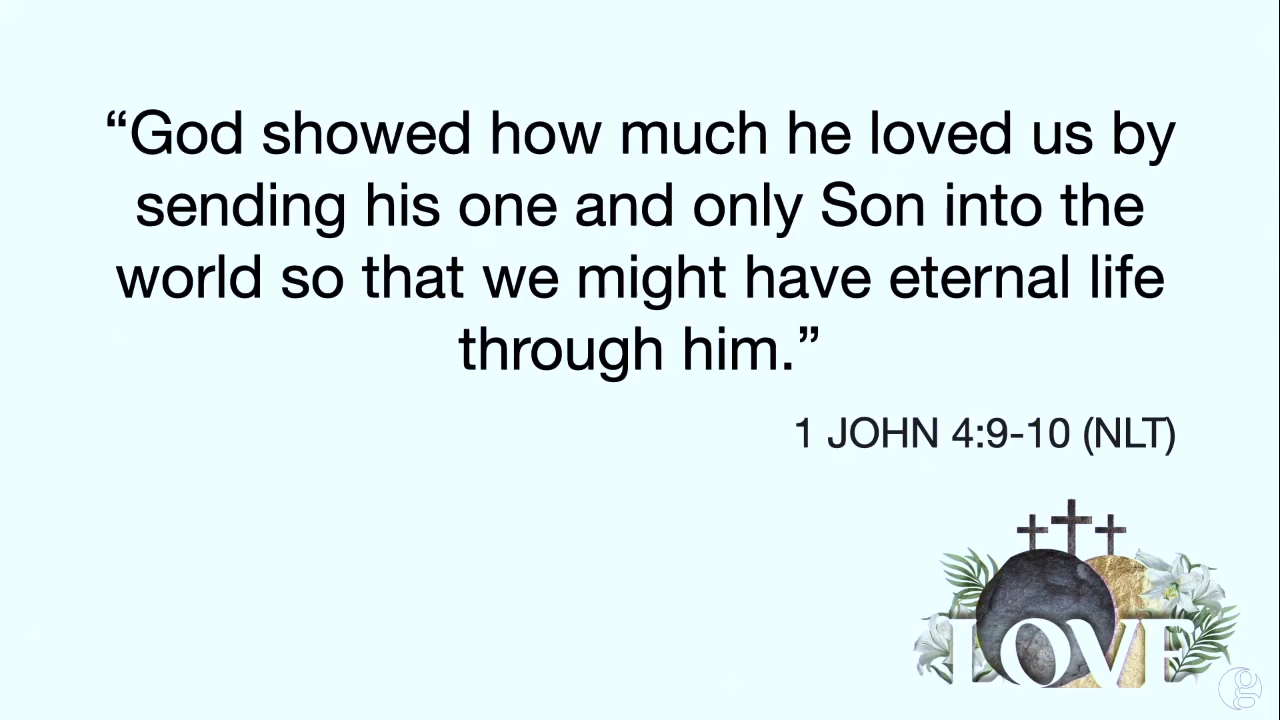 “God showed how much he loved us by
sending his one and only Son into the
world so that we might have eternal life
through him.”
1 JOHN 4:9-10 (NLT)
LOVE
g